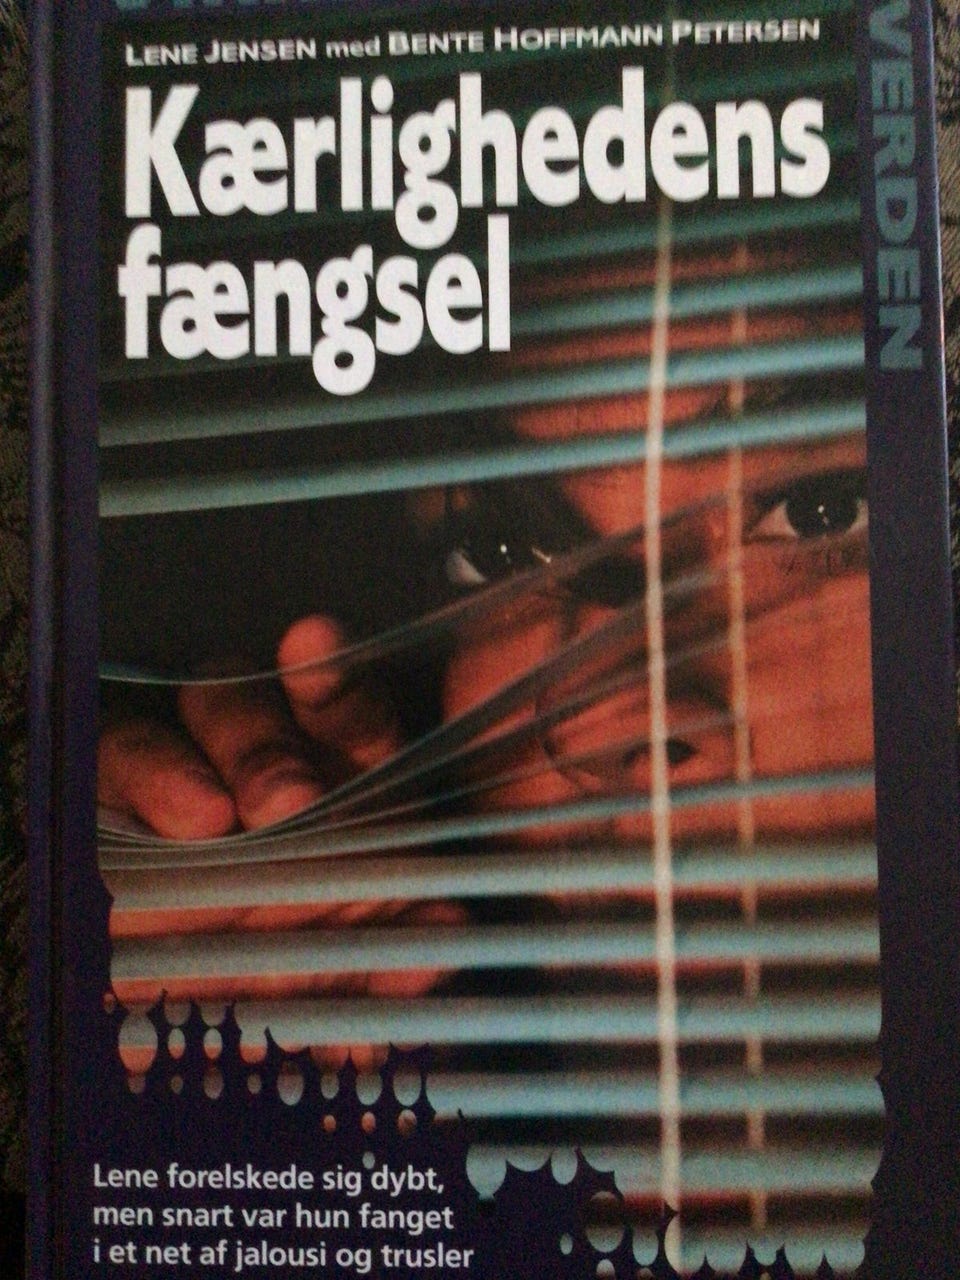 LENE JENSEN med BENTE HOFFMANN PETERSEN
Kærlighedens
fængsel
VERDEN
Lene forelskede sig dybt,
men snart var hun fanget
i et net af jalousi og trusler